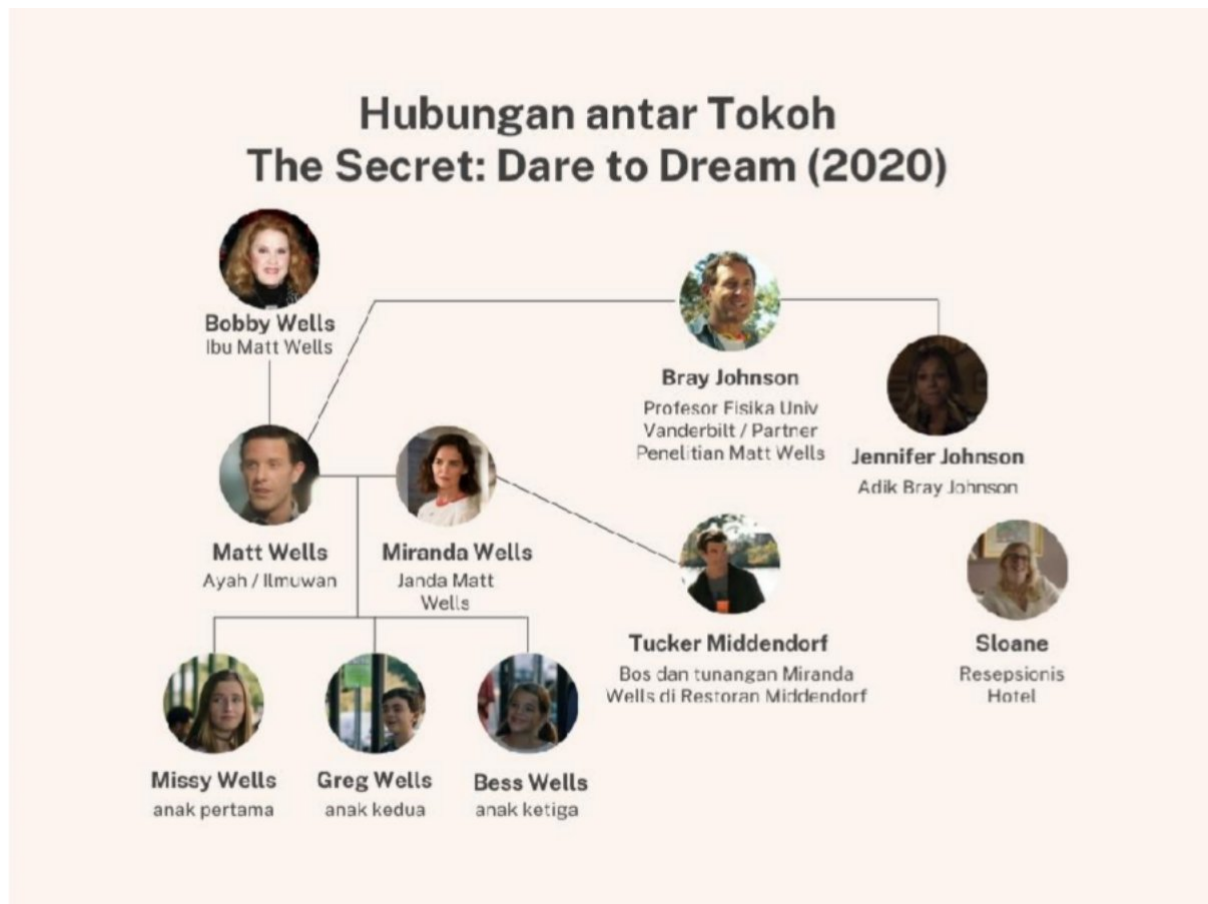 Hubungan antar Tokoh
The Secret: Dare to Dream (2020)
Bobby Wells
Ibu Matt Wells
Bray Johnson
Profesor Fisika Univ
Vanderbilt / Partner
Penelitian Matt Wells
Jennifer Johnson
Adik Bray Johnson
Matt Wells
Ayah / Ilmuwan
Miranda Wells
Janda Matt
Wells
Tucker Middendorf
Bos dan tunangan Miranda
Wells di Restoran Middendorf
Sloane
Resepsionis
Hotel
Missy Wells
anak pertama
Greg Wells
anak kedua
Bess Wells
anak ketiga